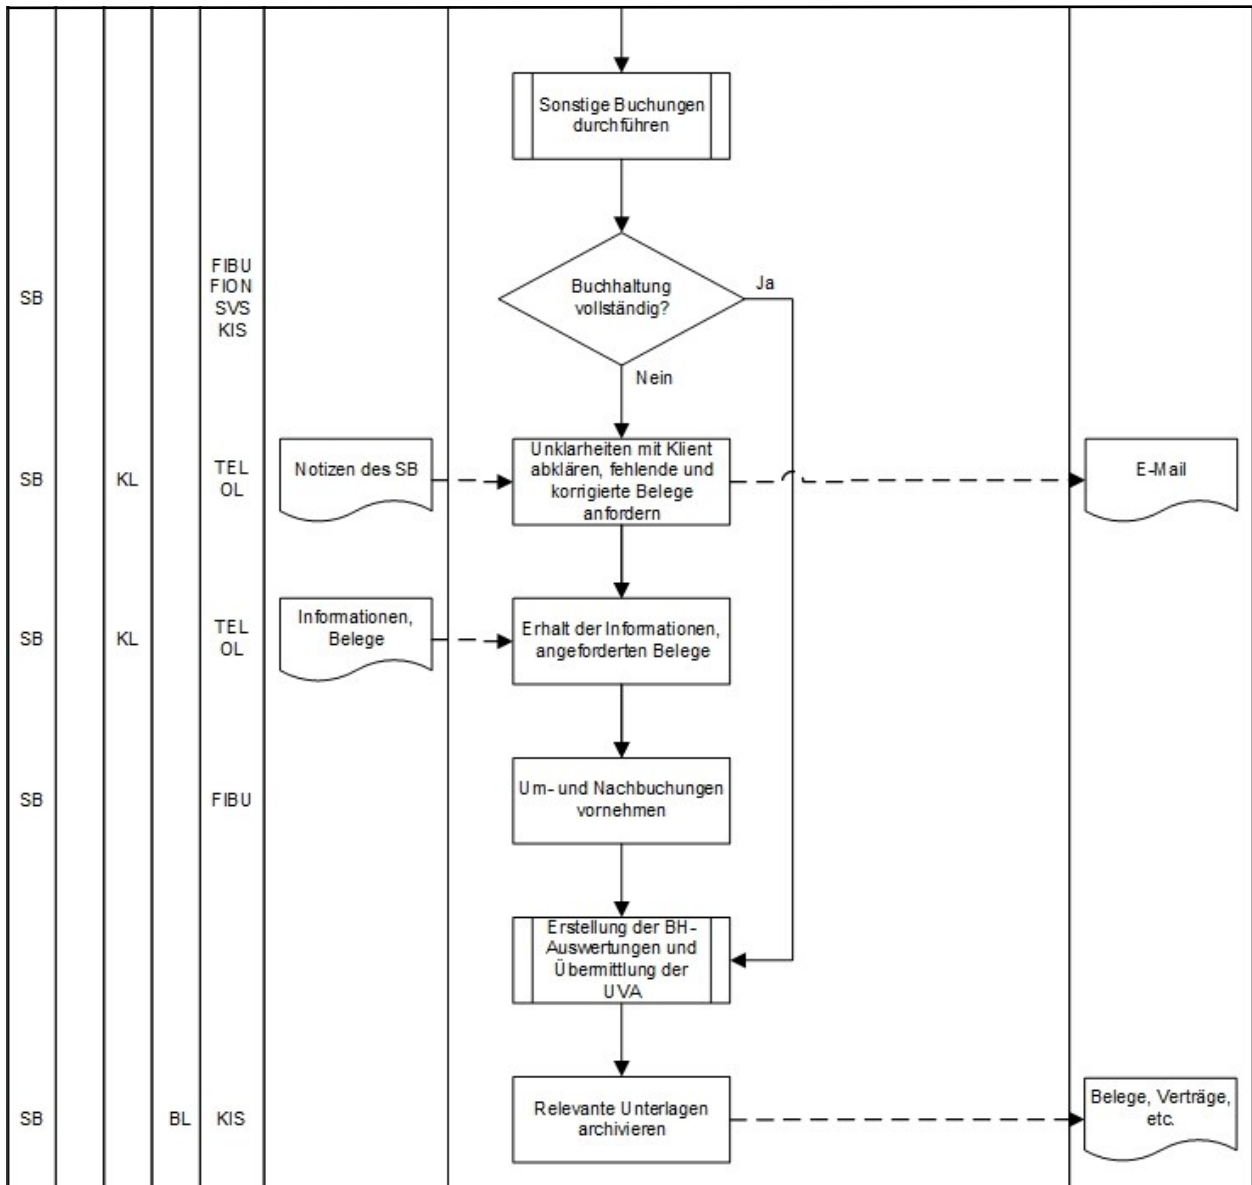 Sonstige Buchungen
durchführen
SB
FIBU
FION
SVS
KIS
Buchhaltung
vollständig?
Ja
Nein
SB
KL
TEL
OL
Notizen des SB
Unklarheiten mit Klient
abklären, fehlende und
korrigierte Belege
anfordern
E-Mail
SB
KL
TEL
OL
Informationen,
Belege
Erhalt der Informationen,
angeforderten Belege
SB
FIBU
Um- und Nachbuchungen
vornehmen
Erstellung der BH-
Auswertungen und
Übermittlung der
UVA
SB
BL
KIS
Relevante Unterlagen
archivieren
Belege, Verträge,
etc.